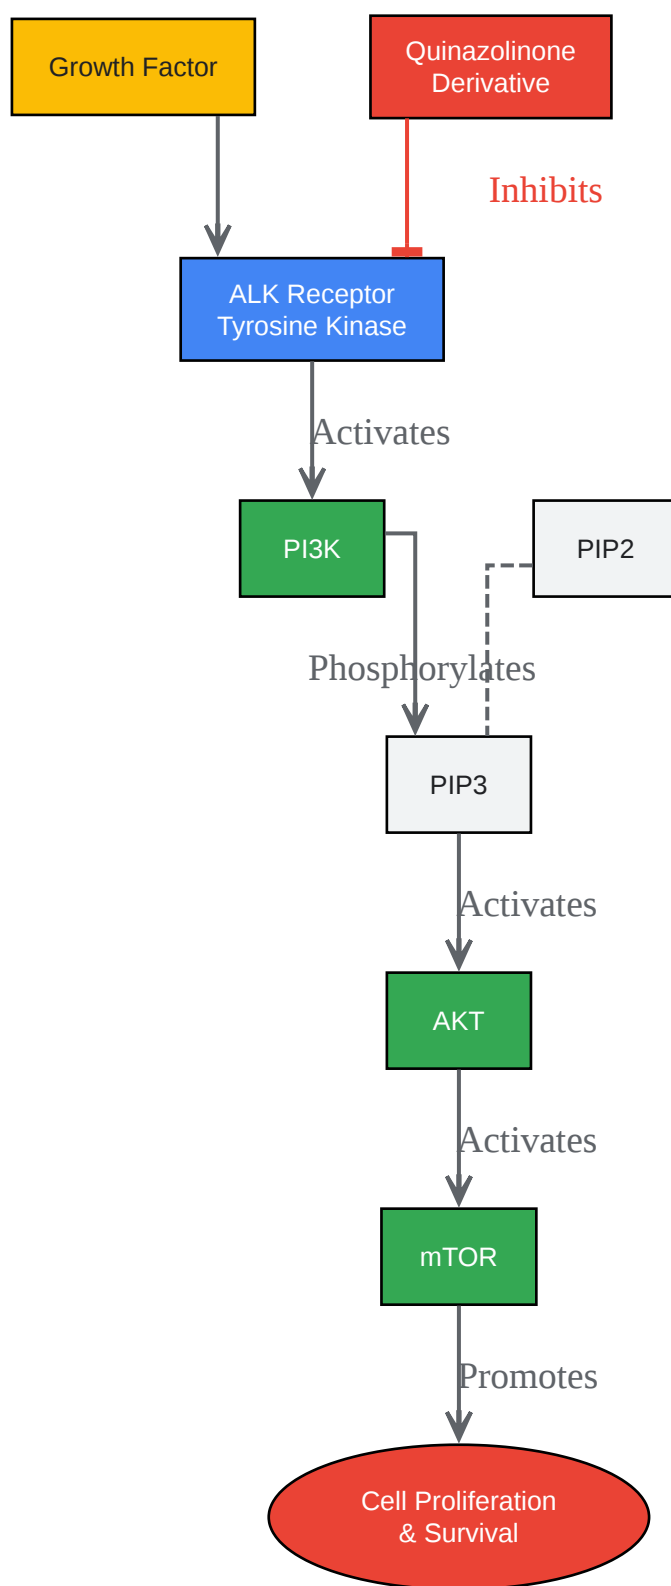 Growth Factor
Quinazolinone
Derivative
Inhibits
ALK Receptor
Tyrosine Kinase
Activates
PI3K
PIP2
Phosphorylates
PIP3
Activates
AKT
Activates
mTOR
Promotes
Cell Proliferation
& Survival